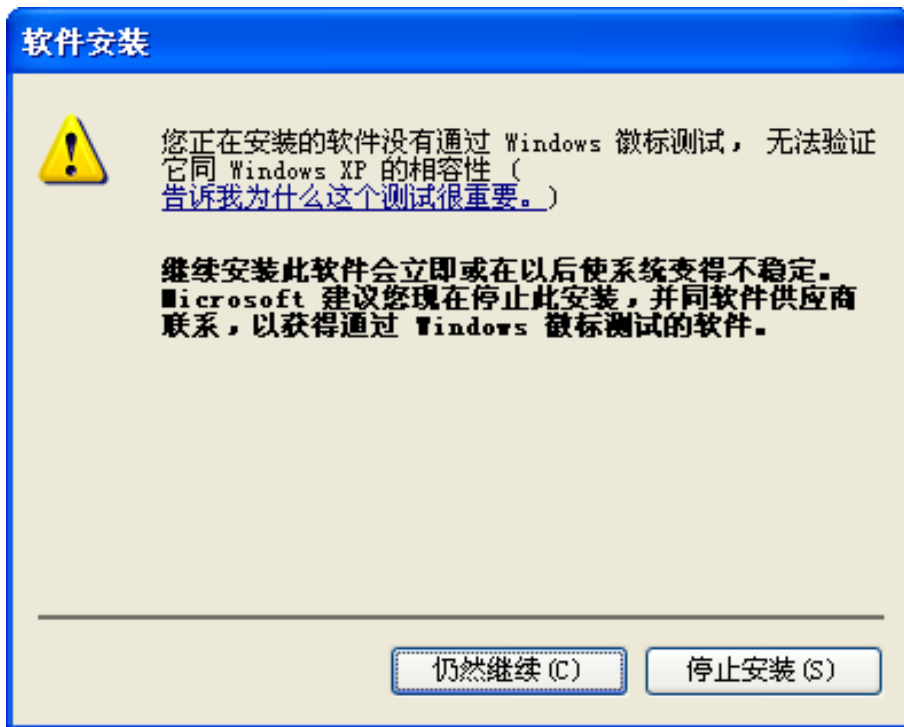 软件安装
您正在安装的软件没有通过 Windows 徽标测试， 无法验证
它同 Windows XP 的相容性 (
告诉我为什么这个测试很重要。)
继续安装此软件会立即或在以后使系统变得不稳定。
Microsoft 建议您现在停止此安装，并同软件供应商
联系，以获得通过 Windows 徽标测试的软件。
仍然继续(C) 停止安装(S)